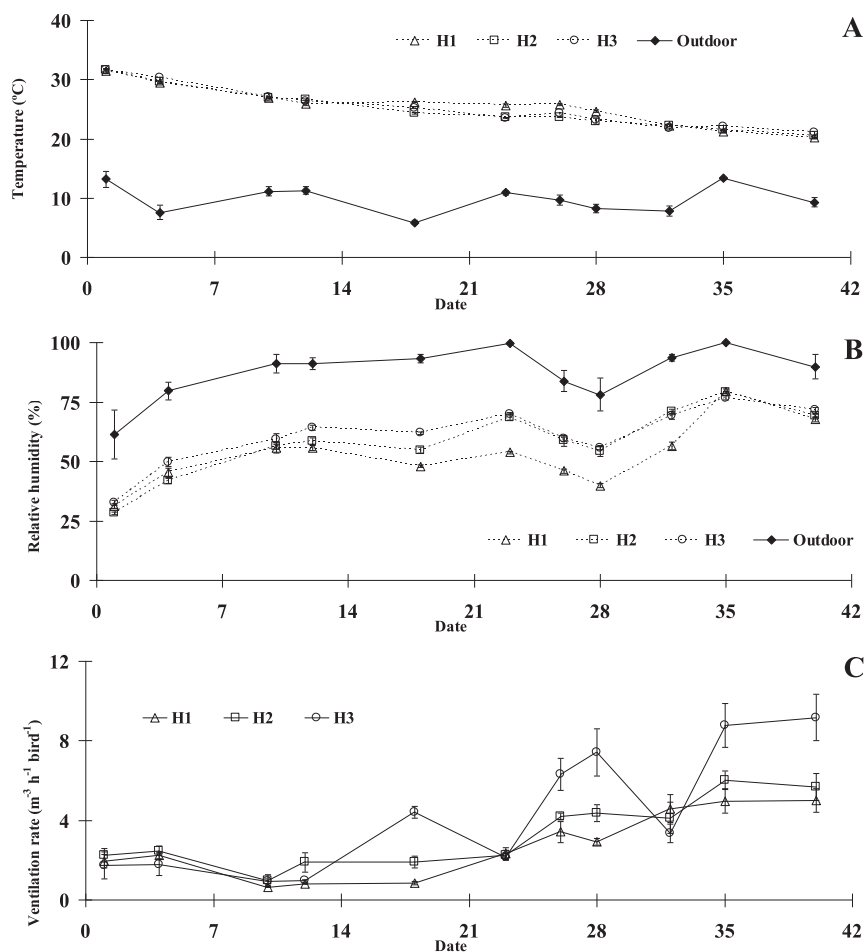 A
40
30
20
10
0
Temperature (ºC)
H1 H2 H3 Outdoor
0 7 14 21 28 35 42
Date
B
100
75
50
25
0
Relative humidity (%)
H1 H2 H3 Outdoor
0 7 14 21 28 35 42
Date
C
12
8
4
0
Ventilation rate (m⁻³ h⁻¹ bird⁻¹)
H1 H2 H3
0 7 14 21 28 35 42
Date